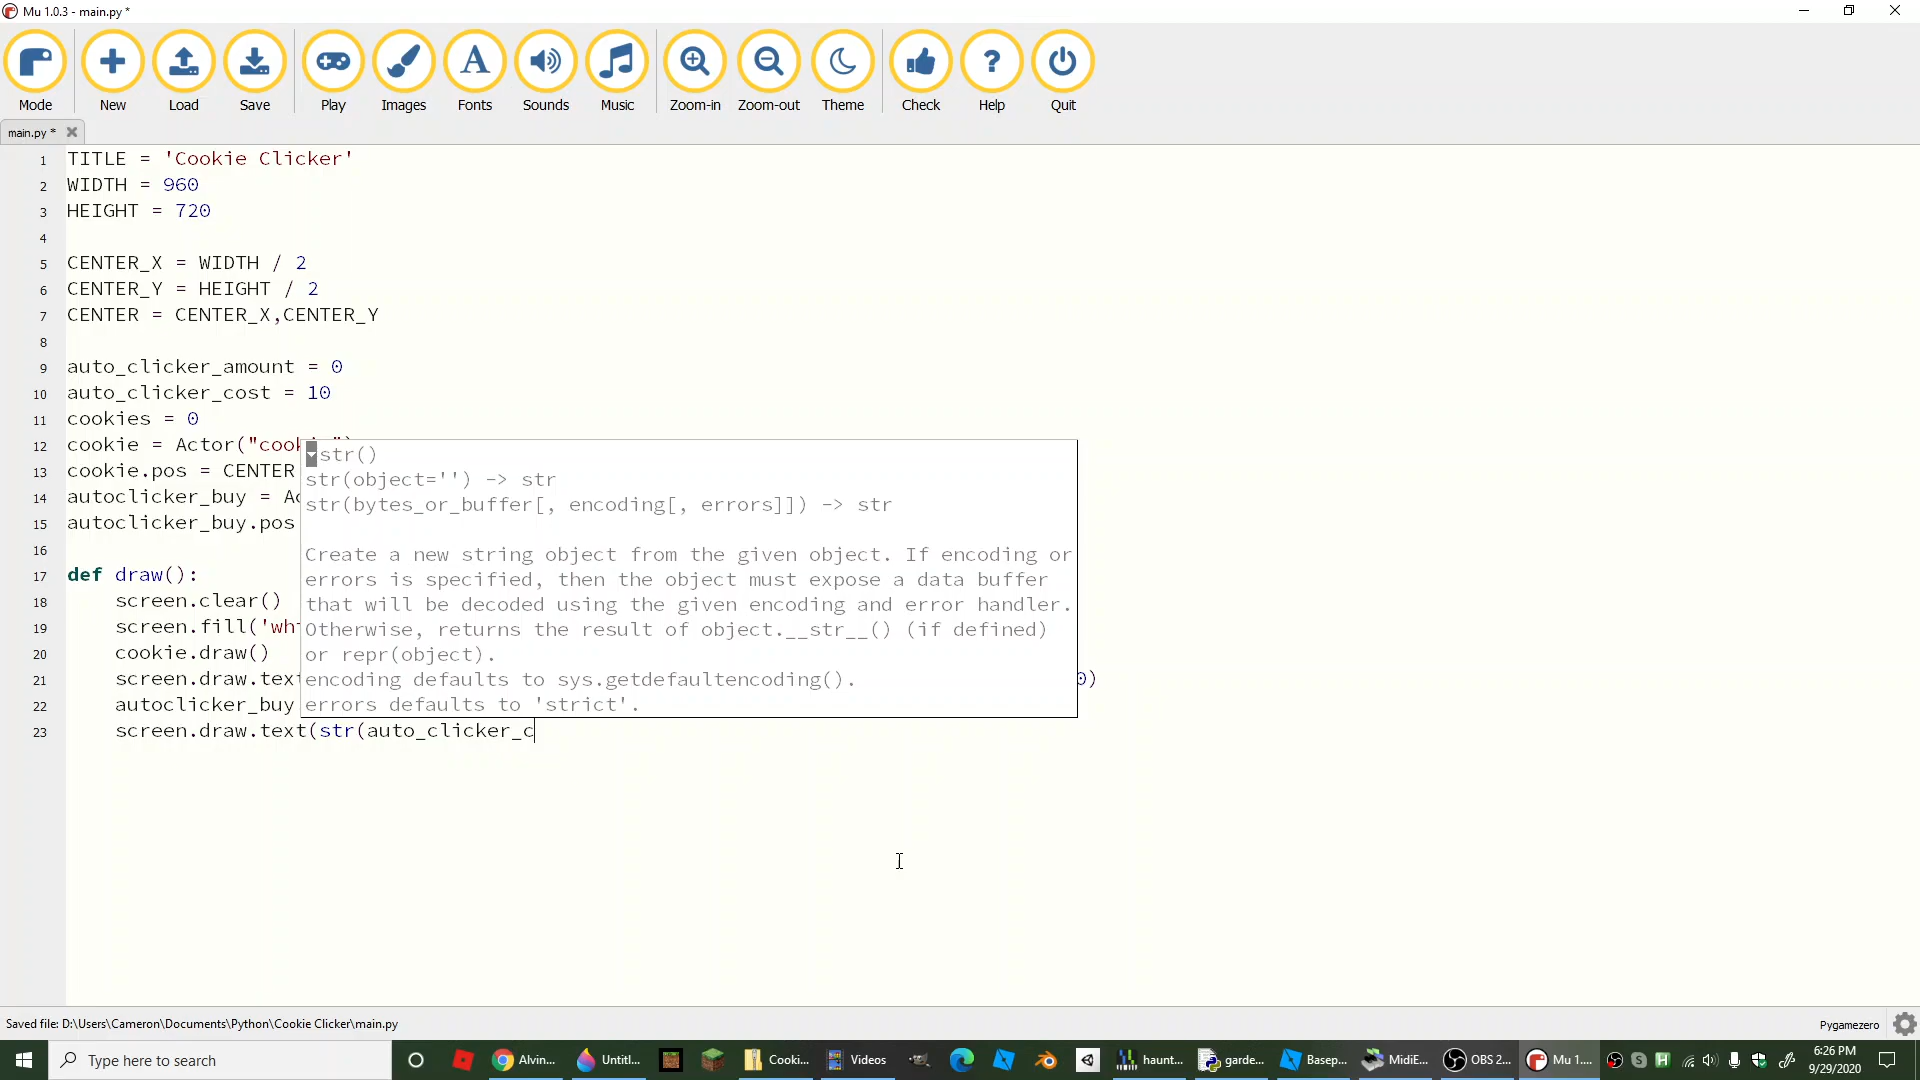 Mu 1.0.3 - main.py *
Mode New Load Save Play Images Fonts Sounds Music Zoom-in Zoom-out Theme Check Help Quit
main.py *
1 TITLE = 'Cookie Clicker'
2 WIDTH = 960
3 HEIGHT = 720
4
5 CENTER_X = WIDTH / 2
6 CENTER_Y = HEIGHT / 2
7 CENTER = CENTER_X,CENTER_Y
8
9 auto_clicker_amount = 0
10 auto_clicker_cost = 10
11 cookies = 0
12 cookie = Actor("cook
13 cookie.pos = CENTER
14 autoclicker_buy = Ac
15 autoclicker_buy.pos
16
17 def draw():
18 screen.clear()
19 screen.fill('wh
20 cookie.draw()
21 screen.draw.text 0)
22 autoclicker_buy
23 screen.draw.text(str(auto_clicker_c
str()
str(object='') -> str
str(bytes_or_buffer[, encoding[, errors]]) -> str
Create a new string object from the given object. If encoding or
errors is specified, then the object must expose a data buffer
that will be decoded using the given encoding and error handler.
Otherwise, returns the result of object.__str__() (if defined)
or repr(object).
encoding defaults to sys.getdefaultencoding().
errors defaults to 'strict'.
Saved file: D:\Users\Cameron\Documents\Python\Cookie Clicker\main.py
Pygamezero
Type here to search
Alvin... Untitl... Cooki... Videos haunt... garde... Basep... MidiE... OBS 2... Mu 1....
6:26 PM
9/29/2020